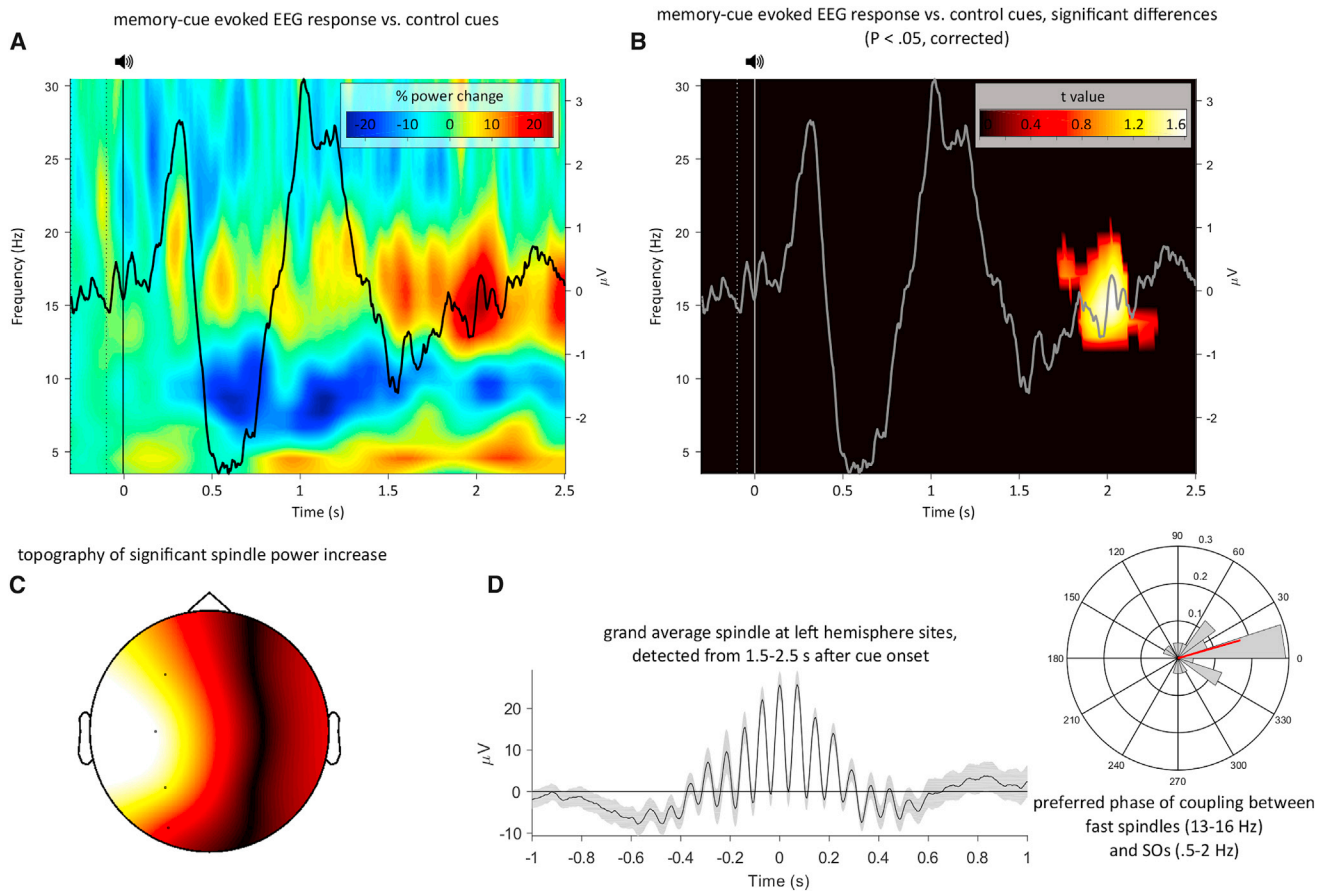 memory-cue evoked EEG response vs. control cues
memory-cue evoked EEG response vs. control cues, significant differences
(P < .05, corrected)
A
B
% power change
-20 -10 0 10 20
30
25
20
15
10
5
Frequency (Hz)
3
2
1
0
-1
-2
μV
0 0.5 1 1.5 2 2.5
Time (s)
t value
0 0.4 0.8 1.2 1.6
30
25
20
15
10
5
Frequency (Hz)
3
2
1
0
-1
-2
μV
0 0.5 1 1.5 2 2.5
Time (s)
topography of significant spindle power increase
C
D
grand average spindle at left hemisphere sites,
detected from 1.5-2.5 s after cue onset
μV
20
10
0
-10
-1 -0.8 -0.6 -0.4 -0.2 0 0.2 0.4 0.6 0.8 1
Time (s)
90
120 60
150 30
180 0
210 330
240 300
270
0.3
0.2
0.1
preferred phase of coupling between
fast spindles (13-16 Hz)
and SOs (.5-2 Hz)